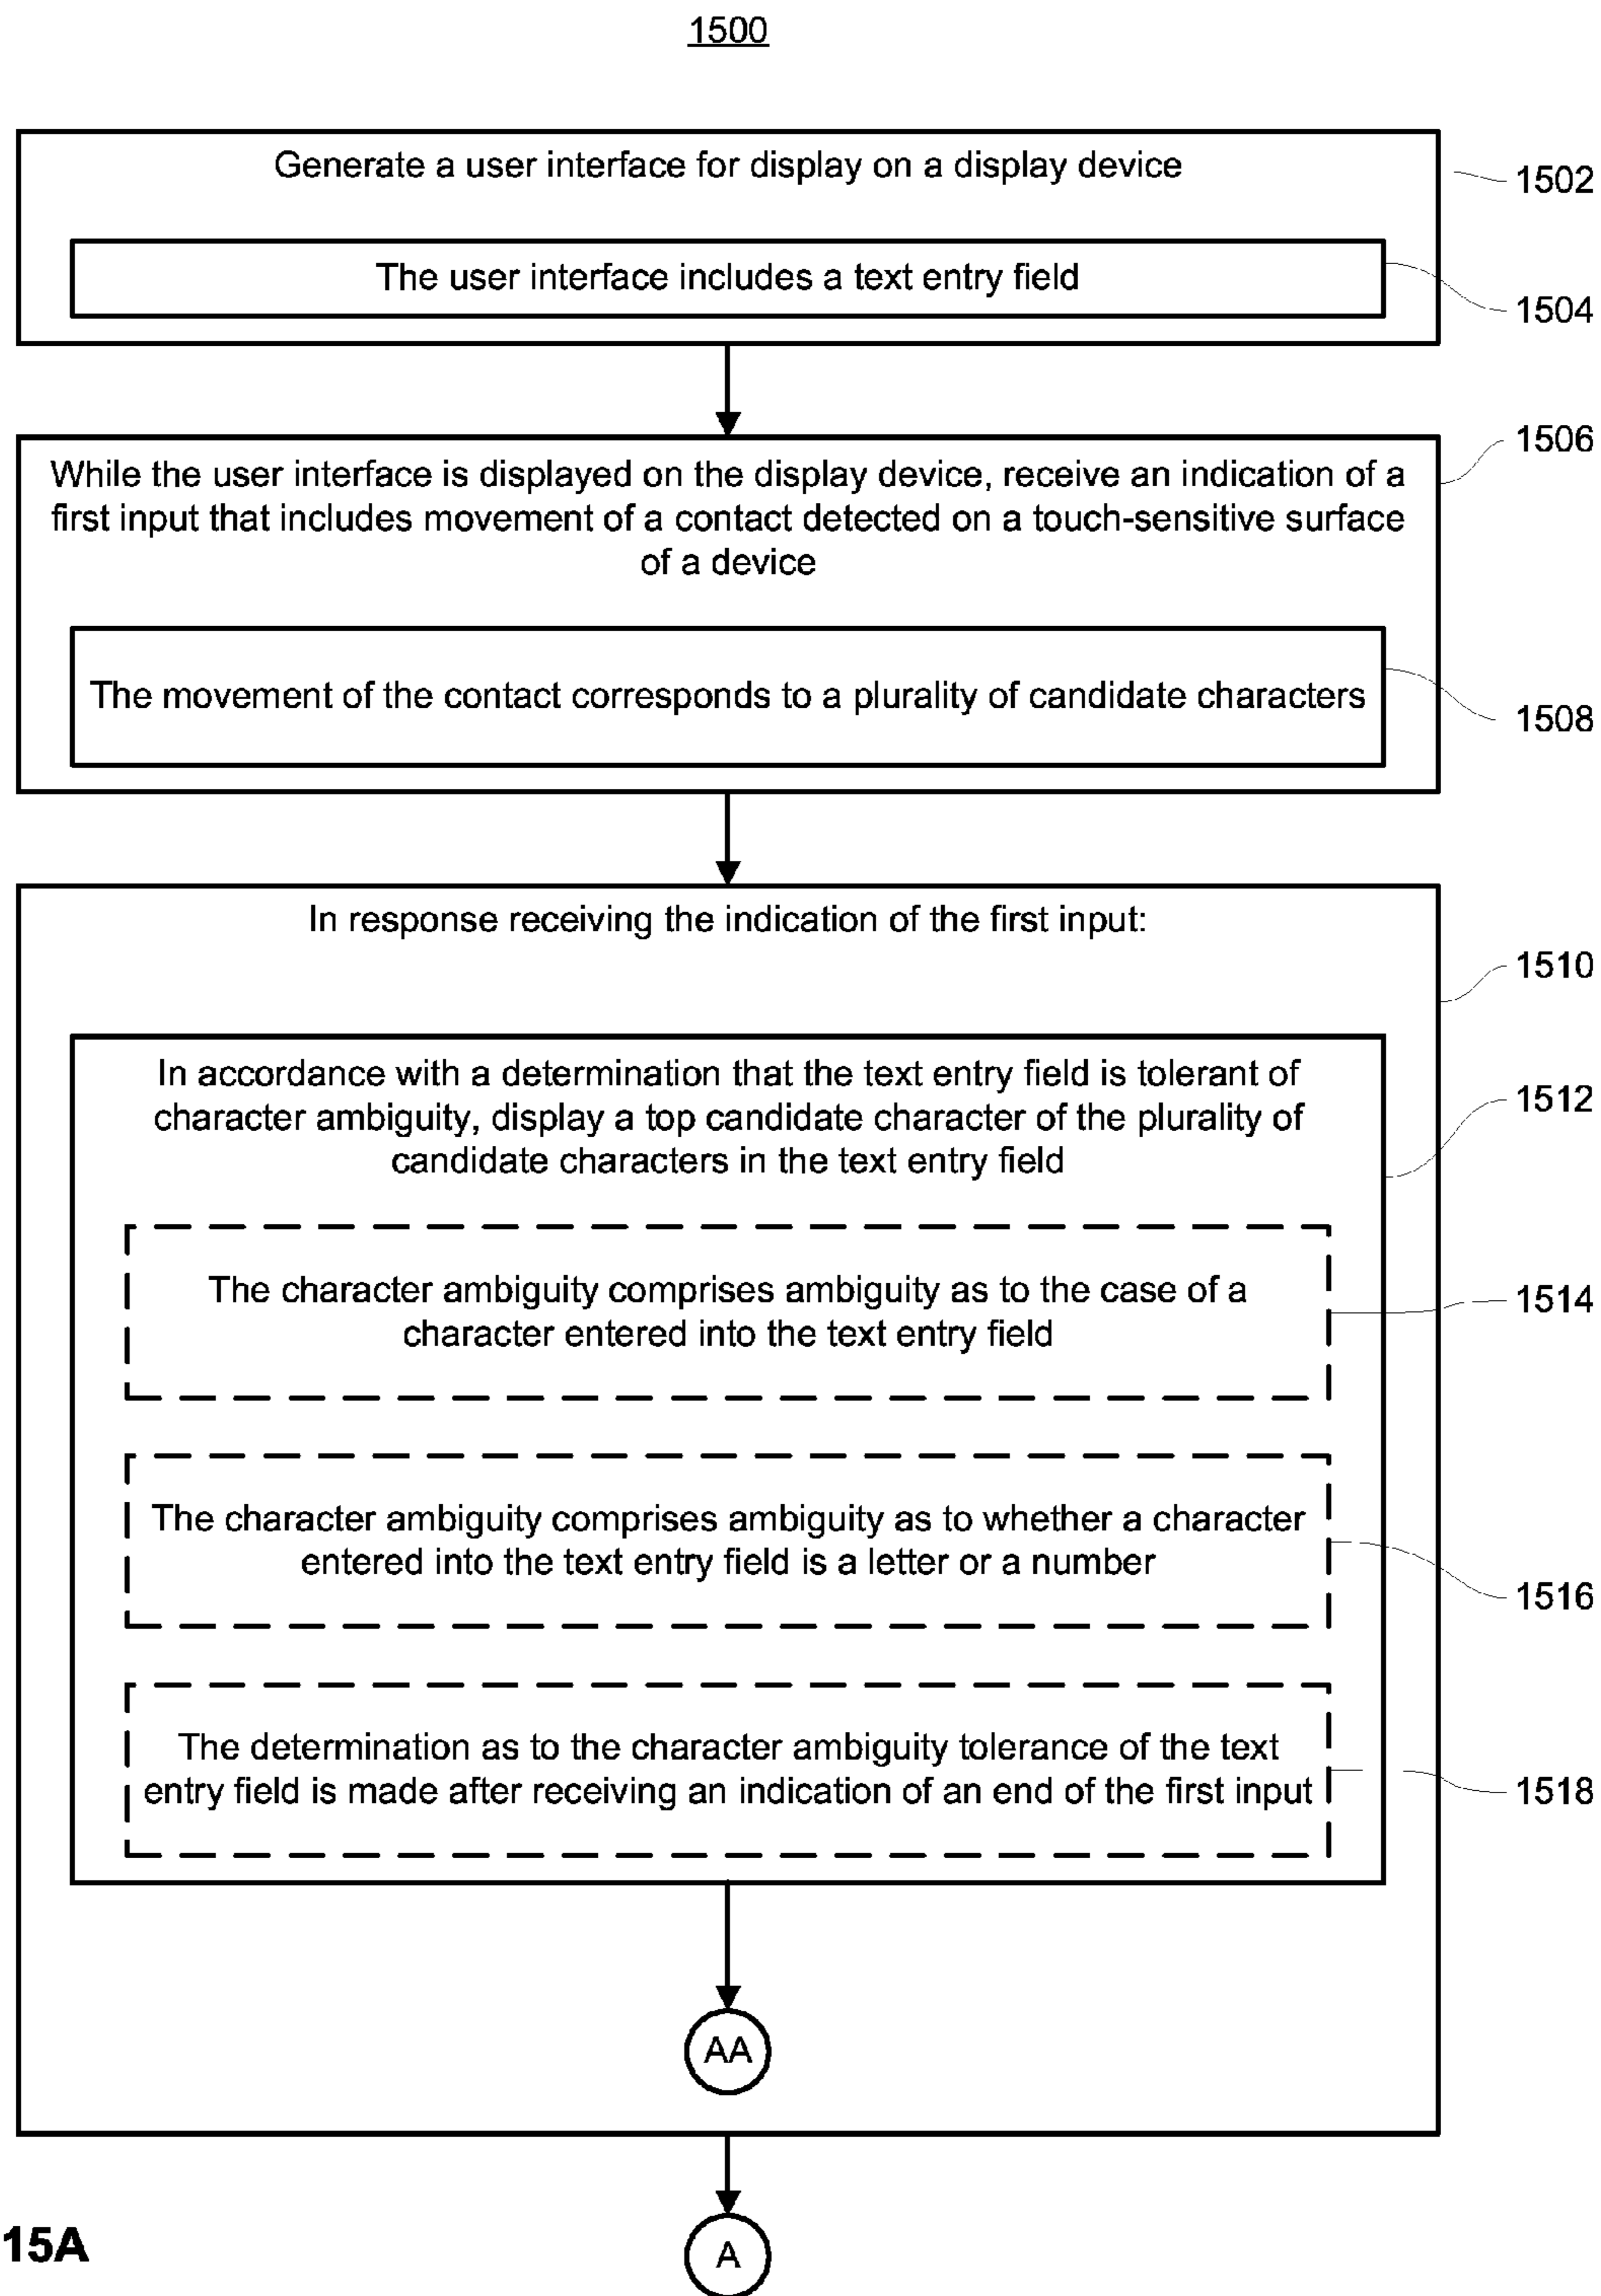 1500
Generate a user interface for display on a display device
1502
The user interface includes a text entry field
1504
1506
While the user interface is displayed on the display device, receive an indication of a
first input that includes movement of a contact detected on a touch-sensitive surface
of a device
The movement of the contact corresponds to a plurality of candidate characters
1508
In response receiving the indication of the first input:
1510
In accordance with a determination that the text entry field is tolerant of
character ambiguity, display a top candidate character of the plurality of
candidate characters in the text entry field
1512
The character ambiguity comprises ambiguity as to the case of a
character entered into the text entry field
1514
The character ambiguity comprises ambiguity as to whether a character
entered into the text entry field is a letter or a number
1516
The determination as to the character ambiguity tolerance of the text
entry field is made after receiving an indication of an end of the first input
1518
AA
15A
A